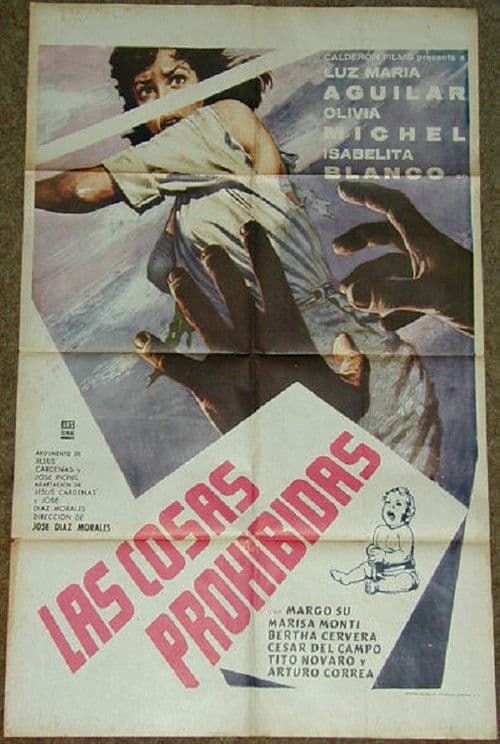 CALDERON FILMS presenta a
LUZ MARIA
AGUILAR
OLIVIA
MICHEL
ISABELITA
BLANCO en
ARGUMENTO DE
JESUS
CARDENAS y
JOSE PICHEL
ADAPTACION DE
JESUS CARDENAS
Y JOSE
DIAZ MORALES
DIRECCION DE
JOSE DIAZ MORALES
LAS COSAS
PROHIBIDAS
con MARGO SU
MARISA MONTI
BERTHA CERVERA
CESAR DEL CAMPO
TITO NOVARO y
ARTURO CORREA